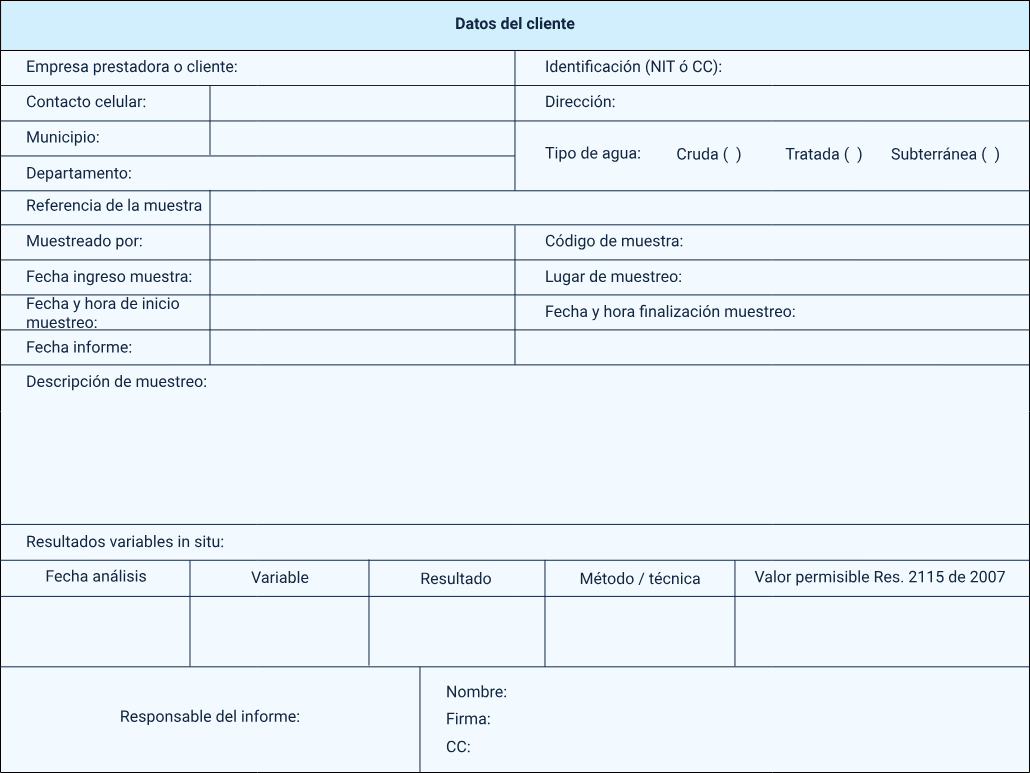 Datos del cliente
Empresa prestadora o cliente:
Identificación (NIT ó CC):
Contacto celular:
Dirección:
Municipio:
Tipo de agua: Cruda ( ) Tratada ( ) Subterránea ( )
Departamento:
Referencia de la muestra
Muestreado por:
Código de muestra:
Fecha ingreso muestra:
Lugar de muestreo:
Fecha y hora de inicio
muestreo:
Fecha y hora finalización muestreo:
Fecha informe:
Descripción de muestreo:
Resultados variables in situ:
Fecha análisis
Variable
Resultado
Método / técnica
Valor permisible Res. 2115 de 2007
Responsable del informe:
Nombre:
Firma:
CC: